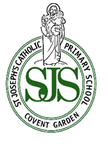 ST JOSEPH'S CATHOLIC PRIMARY SCHOOL
SJS
COVENT GARDEN